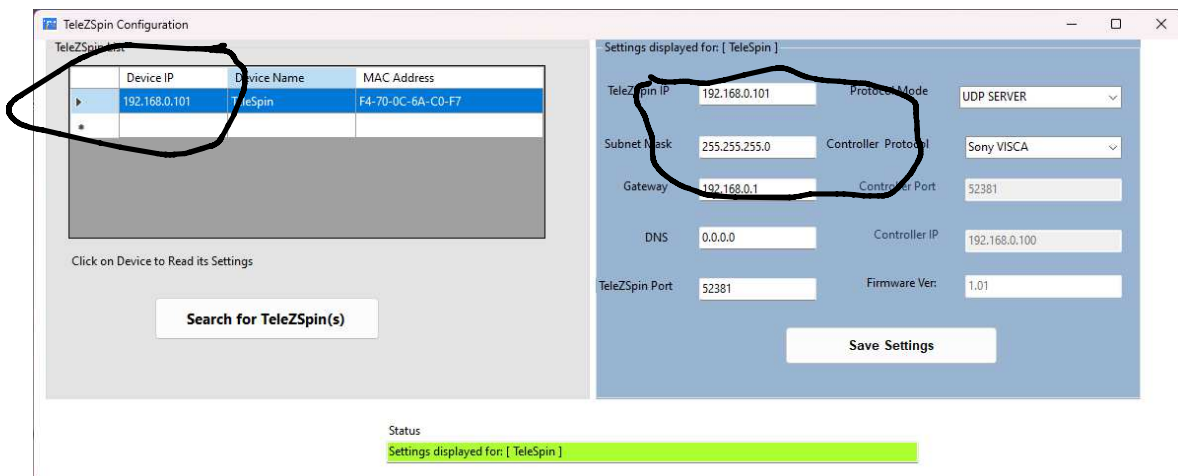 TeleZSpin Configuration
TeleZSpin List
Device IP Device Name MAC Address
192.168.0.101 TeleSpin F4-70-0C-6A-C0-F7
Click on Device to Read its Settings
Search for TeleZSpin(s)
Settings displayed for: [ TeleSpin ]
TeleZSpin IP 192.168.0.101 Protocol Mode UDP SERVER
Subnet Mask 255.255.255.0 Controller Protocol Sony VISCA
Gateway 192.168.0.1 Controller Port 52381
DNS 0.0.0.0 Controller IP 192.168.0.100
TeleZSpin Port 52381 Firmware Ver: 1.01
Save Settings
Status
Settings displayed for: [ TeleSpin ]